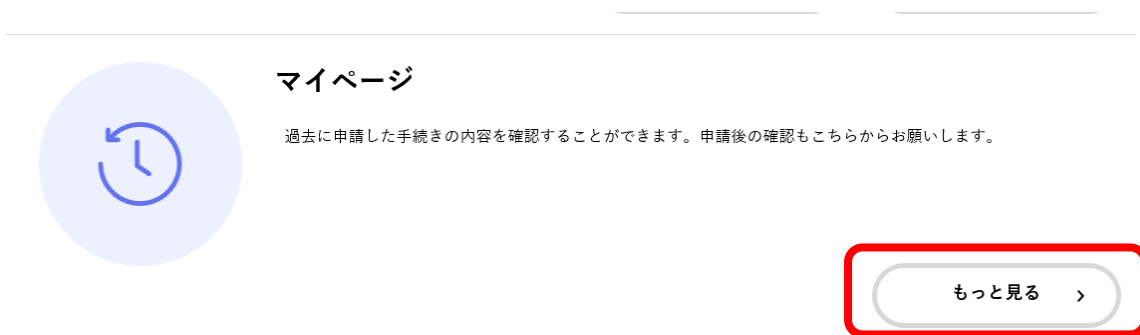 マイページ
過去に申請した手続きの内容を確認することができます。申請後の確認もこちらからお願いします。
もっと見る